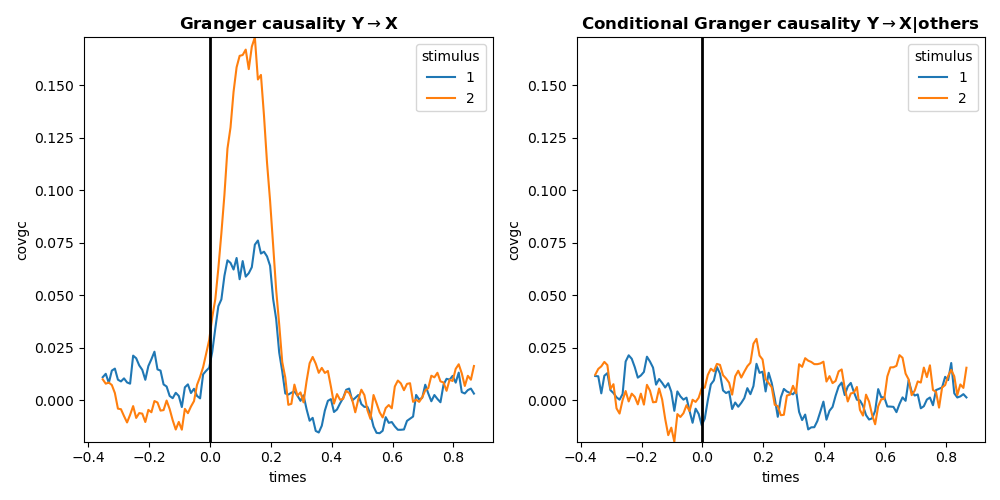 Granger causality Y→X
stimulus
1
2
0.150
0.125
0.100
0.075
0.050
0.025
0.000
covgc
−0.4 −0.2 0.0 0.2 0.4 0.6 0.8
times
Conditional Granger causality Y→X|others
stimulus
1
2
0.150
0.125
0.100
0.075
0.050
0.025
0.000
covgc
−0.4 −0.2 0.0 0.2 0.4 0.6 0.8
times